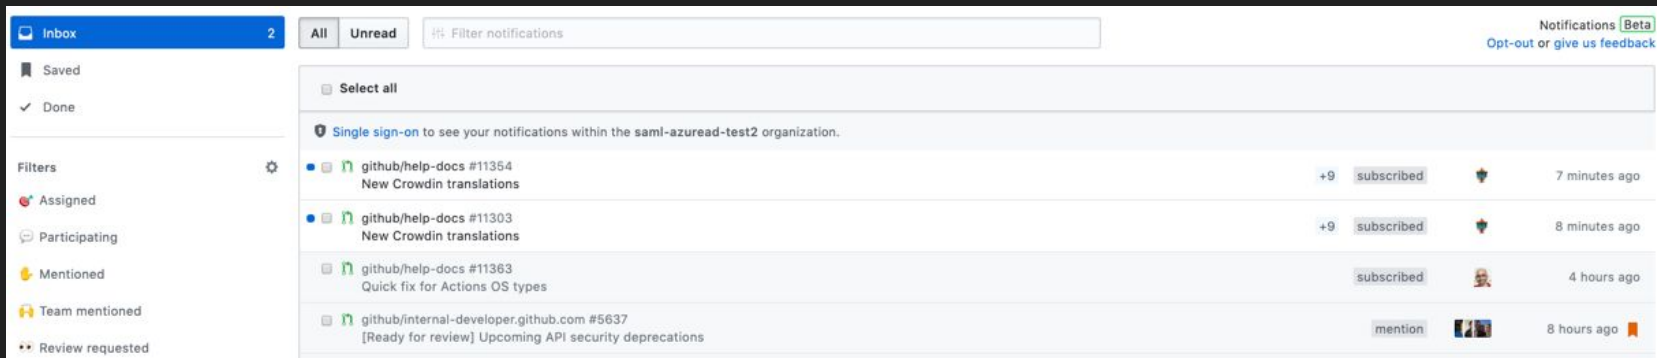 Inbox 2
Saved
Done
Filters
Assigned
Participating
Mentioned
Team mentioned
Review requested
All Unread Filter notifications
Notifications Beta
Opt-out or give us feedback
Select all
Single sign-on to see your notifications within the saml-azuread-test2 organization.
github/help-docs #11354
New Crowdin translations
+9 subscribed 7 minutes ago
github/help-docs #11303
New Crowdin translations
+9 subscribed 8 minutes ago
github/help-docs #11363
Quick fix for Actions OS types
subscribed 4 hours ago
github/internal-developer.github.com #5637
[Ready for review] Upcoming API security deprecations
mention 8 hours ago